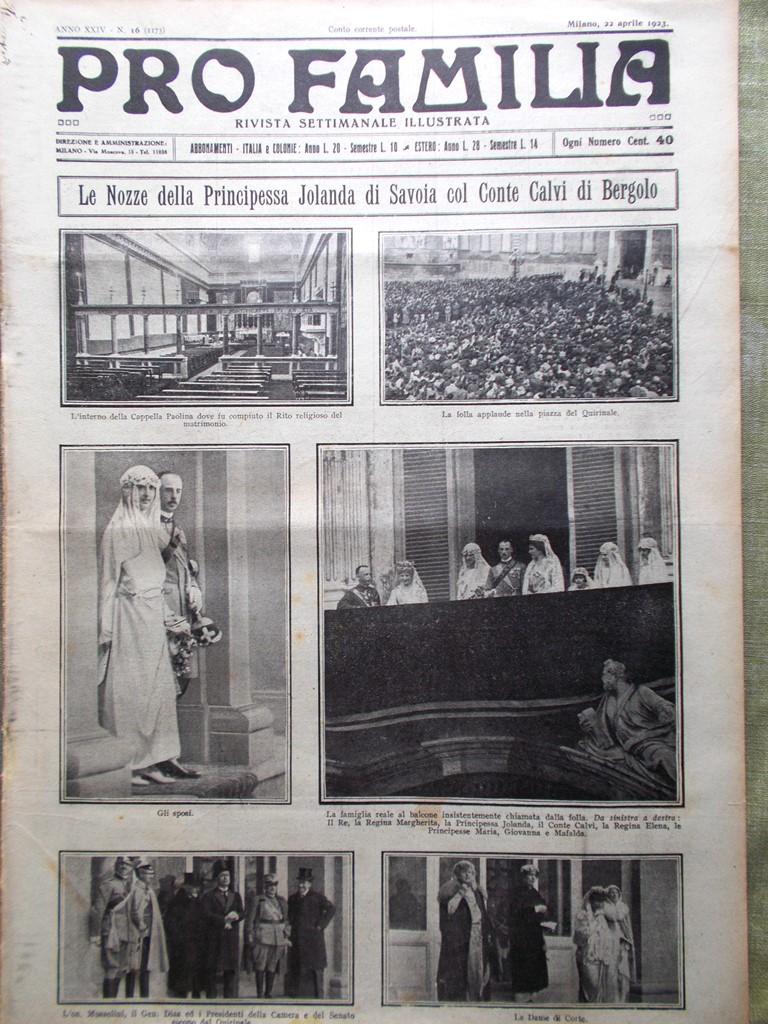 ANNO XXIV - N. 16 (1173)
Conto corrente postale.
Milano, 22 aprile 1923.
PRO FAMILIA
RIVISTA SETTIMANALE ILLUSTRATA
DIREZIONE E AMMINISTRAZIONE:
MILANO - Via Moscova, 15 - Tel. 11008
ABBONAMENTI - ITALIA e COLONIE: Anno L. 20 - Semestre L. 10 - ESTERO: Anno L. 28 - Semestre L. 14
Ogni Numero Cent. 40
Le Nozze della Principessa Jolanda di Savoia col Conte Calvi di Bergolo
L'interno della Cappella Paolina dove fu compiuto il Rito religioso del
matrimonio.
La folla applaude nella piazza del Quirinale.
Gli sposi.
La famiglia reale al balcone insistentemente chiamata dalla folla. Da sinistra a destra:
Il Re, la Regina Margherita, la Principessa Jolanda, il Conte Calvi, la Regina Elena, le
Principesse Maria, Giovanna e Mafalda.
L'on. Mussolini, il Gen. Diaz ed i Presidenti della Camera e del Senato
escono dal Quirinale.
Le Dame di Corte.